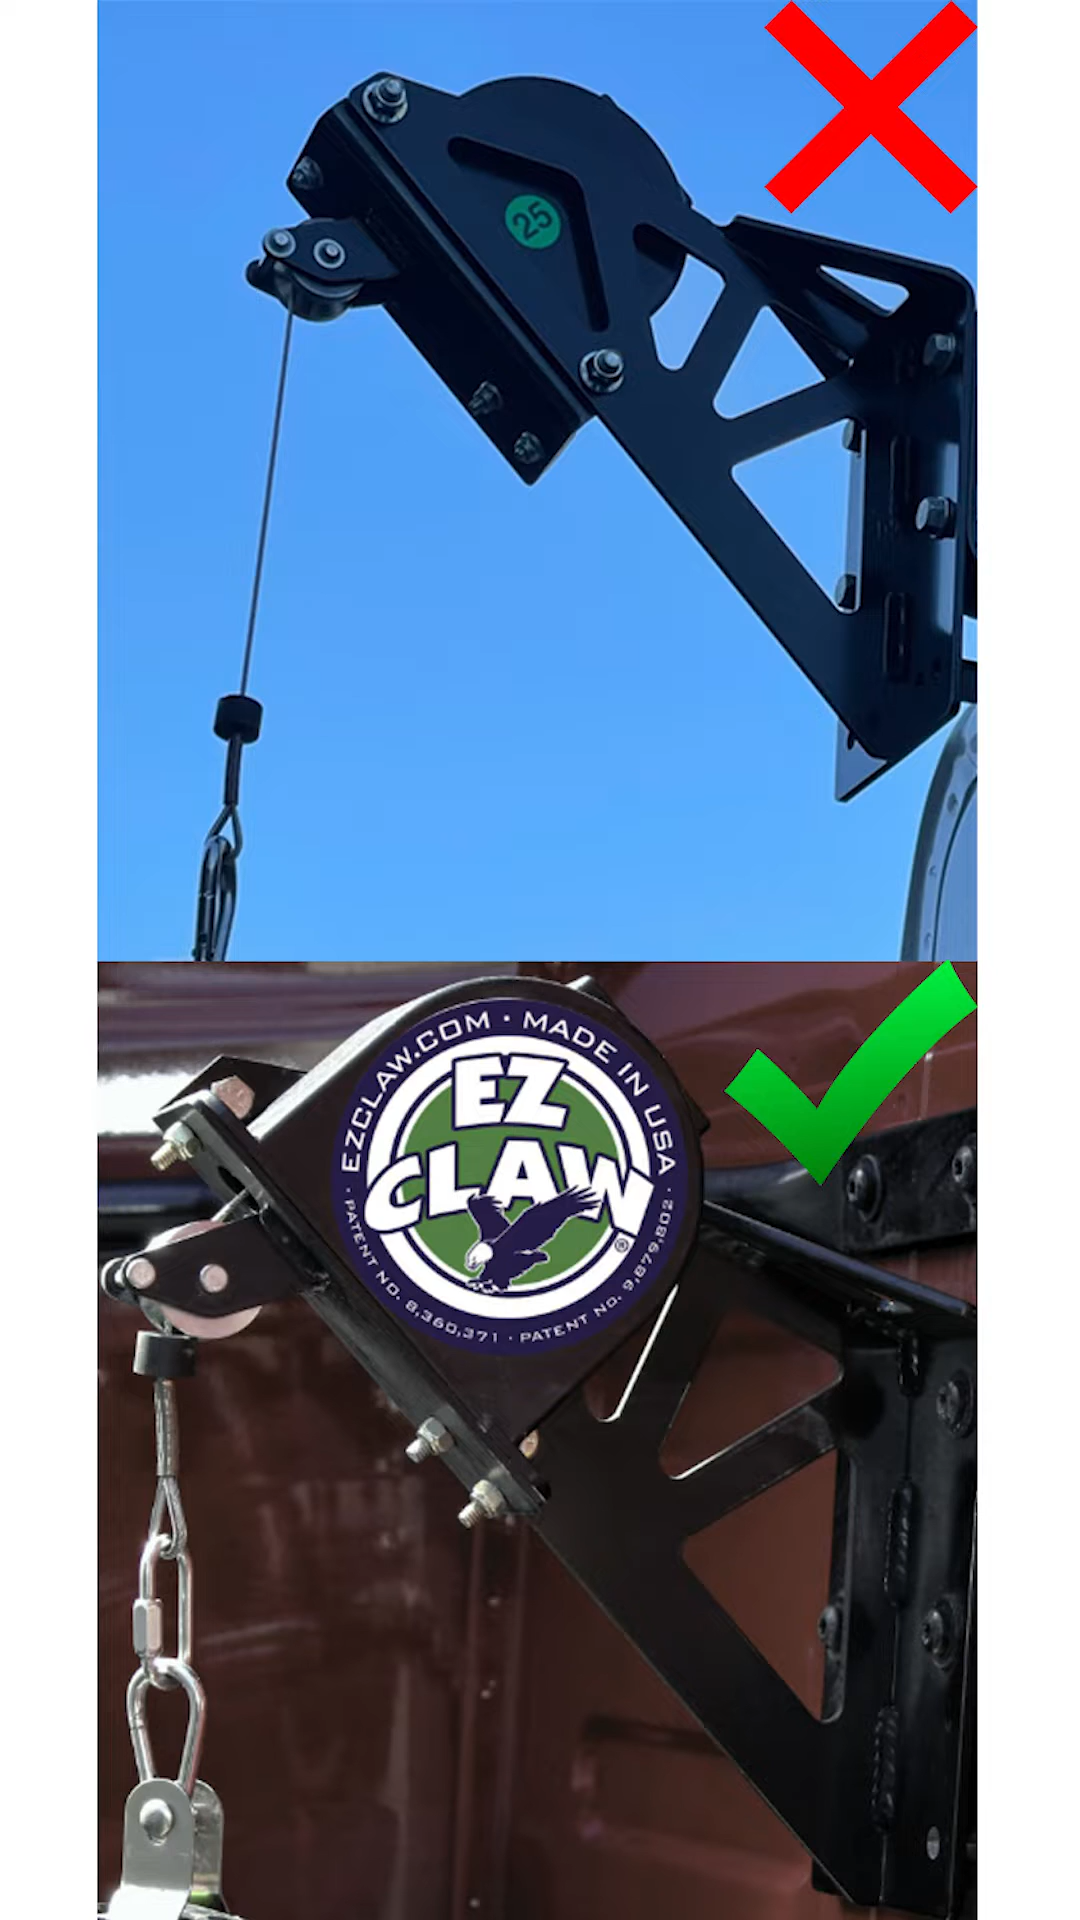 25
EZCLAW.COM · MADE IN USA
EZ
CLAW
®
· PATENT NO. 8,360,371 · PATENT NO. 9,879,802 ·